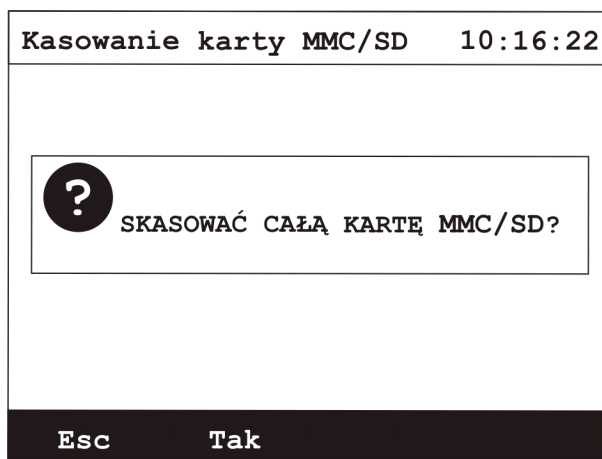 Kasowanie karty MMC/SD 10:16:22
?
SKASOWAĆ CAŁĄ KARTĘ MMC/SD?
Esc Tak